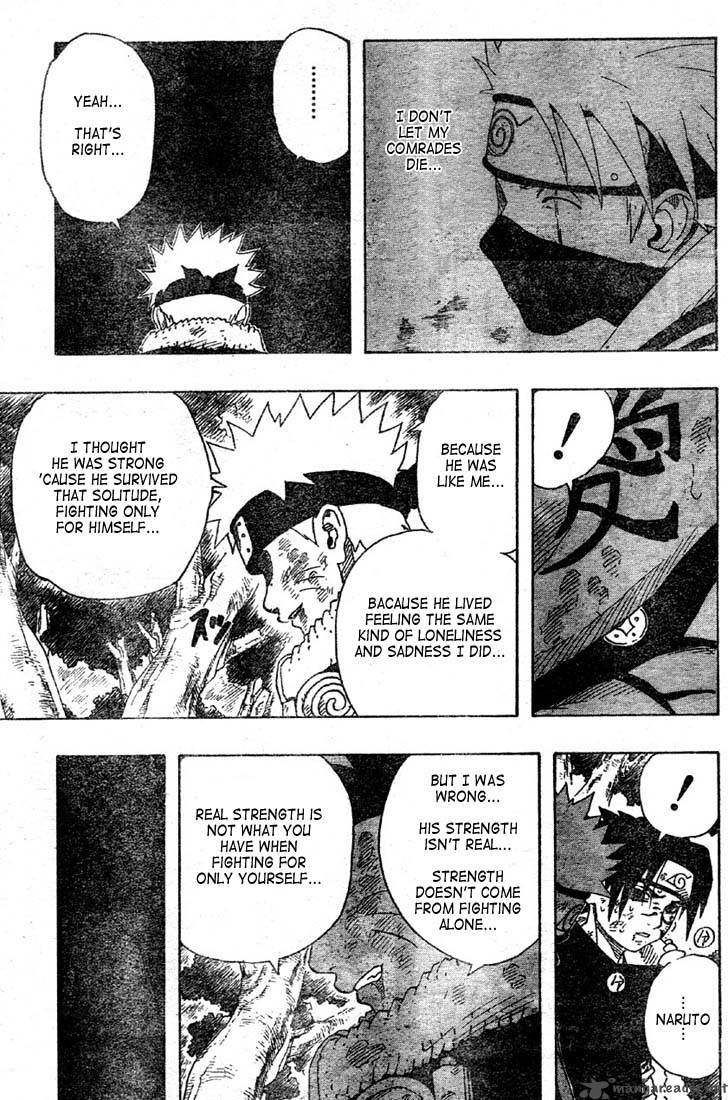 I DON'T
LET MY
COMRADES
DIE...
........
YEAH...
THAT'S
RIGHT...
!
愛
BECAUSE
HE WAS
LIKE ME...
BACAUSE HE LIVED
FEELING THE SAME
KIND OF LONELINESS
AND SADNESS I DID...
I THOUGHT
HE WAS STRONG
'CAUSE HE SURVIVED
THAT SOLITUDE,
FIGHTING ONLY
FOR HIMSELF...
ズッ
!
......
NARUTO
BUT I WAS
WRONG...
HIS STRENGTH
ISN'T REAL...
STRENGTH
DOESN'T COME
FROM FIGHTING
ALONE...
REAL STRENGTH IS
NOT WHAT YOU
HAVE WHEN
FIGHTING FOR
ONLY YOURSELF...